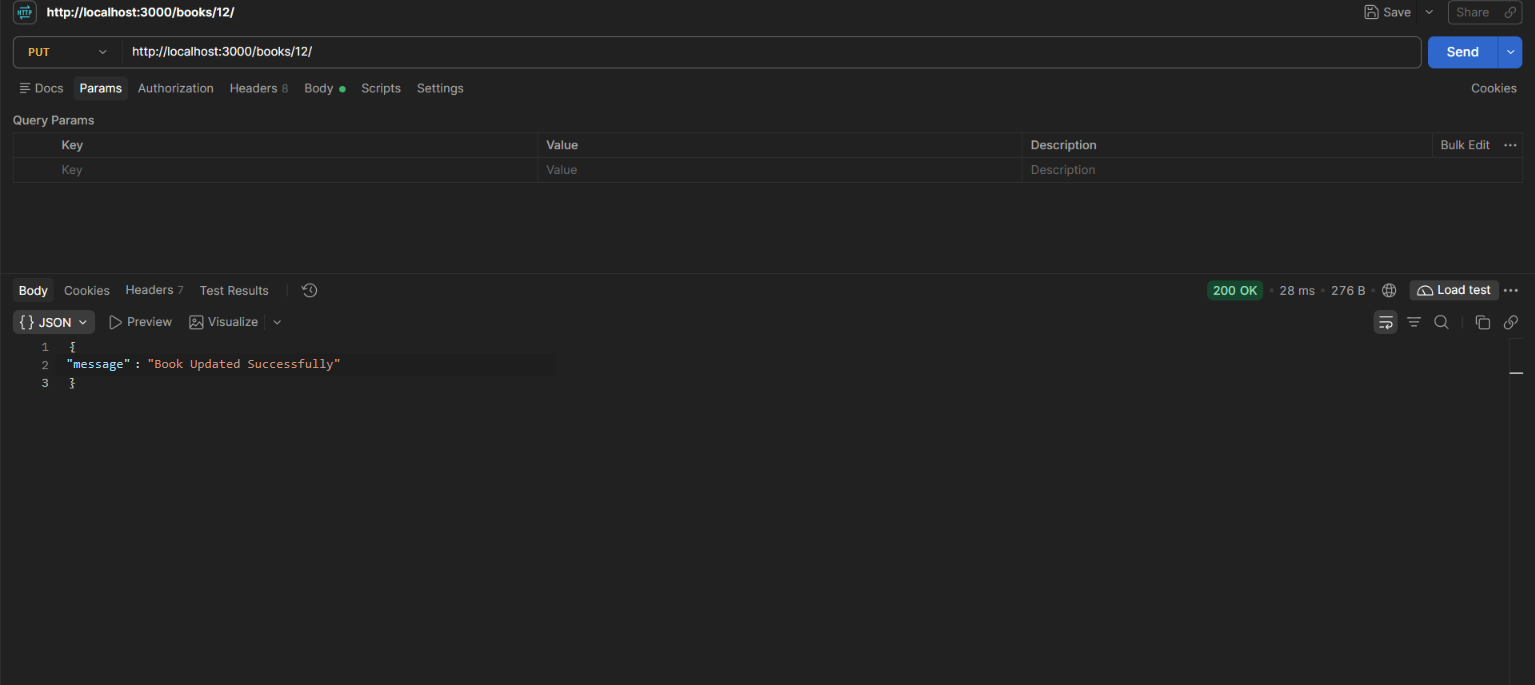 HTTP http://localhost:3000/books/12/ Save Share
PUT http://localhost:3000/books/12/ Send
Docs Params Authorization Headers 8 Body Scripts Settings Cookies
Query Params
Key Value Description Bulk Edit
Key Value Description
Body Cookies Headers 7 Test Results 200 OK 28 ms 276 B Load test
{} JSON Preview Visualize
1 {
2 "message" : "Book Updated Successfully"
3 }